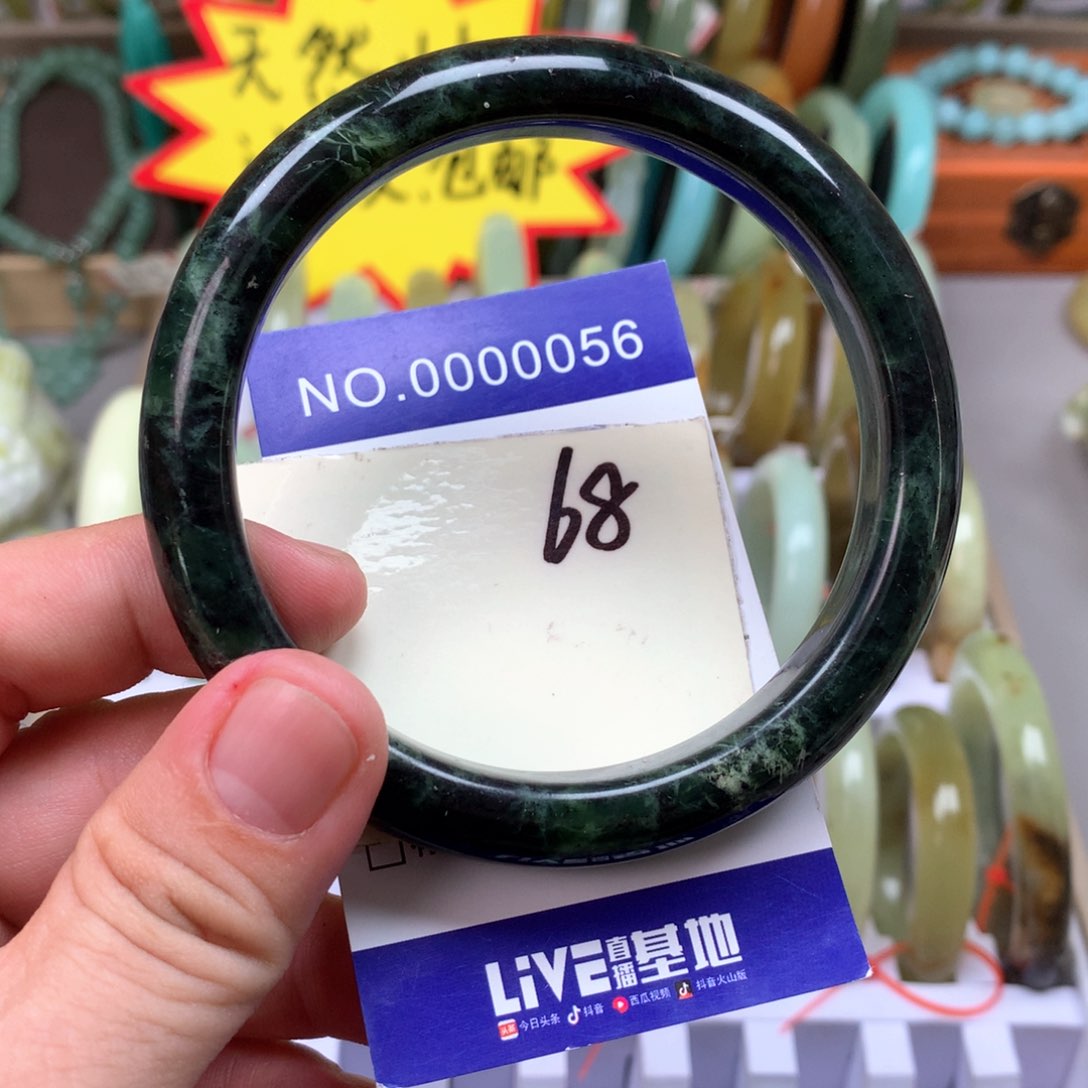 天然
包邮
NO.0000056
68
LiVE直播基地
今日头条 抖音 西瓜视频 抖音火山版